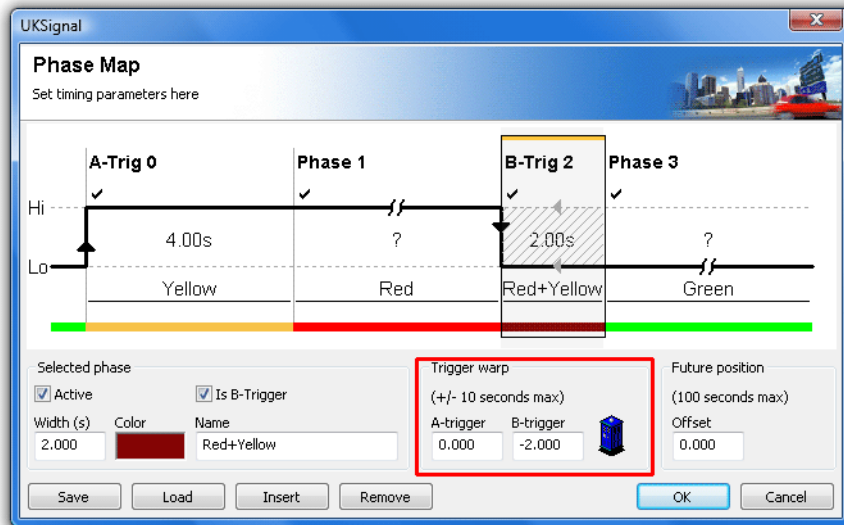 UKSignal
Phase Map
Set timing parameters here
A-Trig 0 Phase 1 B-Trig 2 Phase 3
Hi
4.00s ? 2.00s ?
Lo
Yellow Red Red+Yellow Green
Selected phase Trigger warp Future position
Active Is B-Trigger (+/- 10 seconds max) (100 seconds max)
Width (s) Color Name A-trigger B-trigger Offset
2.000 Red+Yellow 0.000 -2.000 0.000
Save Load Insert Remove OK Cancel